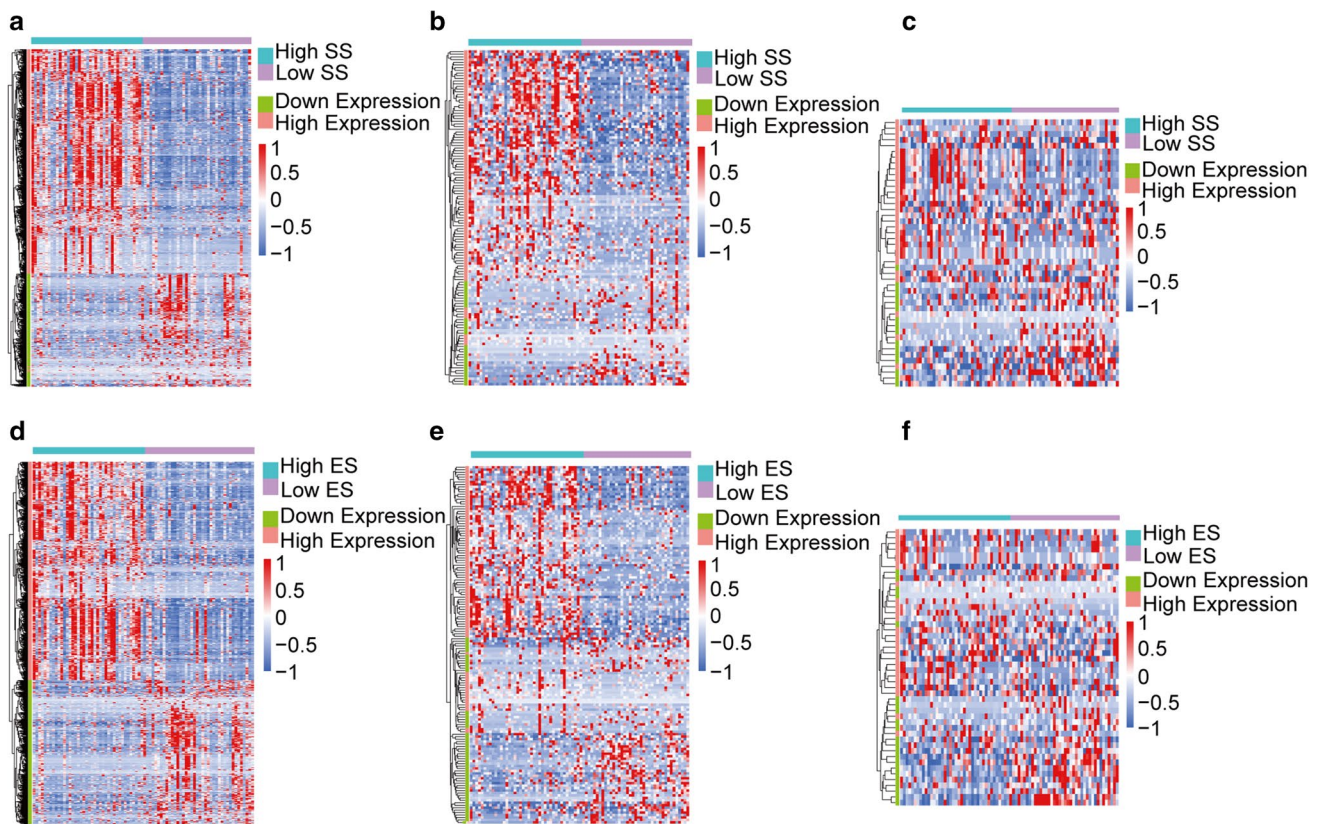 a
High SS
Low SS
Down Expression
High Expression
1
0.5
0
−0.5
−1
b
High SS
Low SS
Down Expression
High Expression
1
0.5
0
−0.5
−1
c
High SS
Low SS
Down Expression
High Expression
1
0.5
0
−0.5
−1
d
High ES
Low ES
Down Expression
High Expression
1
0.5
0
−0.5
−1
e
High ES
Low ES
Down Expression
High Expression
1
0.5
0
−0.5
−1
f
High ES
Low ES
Down Expression
High Expression
1
0.5
0
−0.5
−1